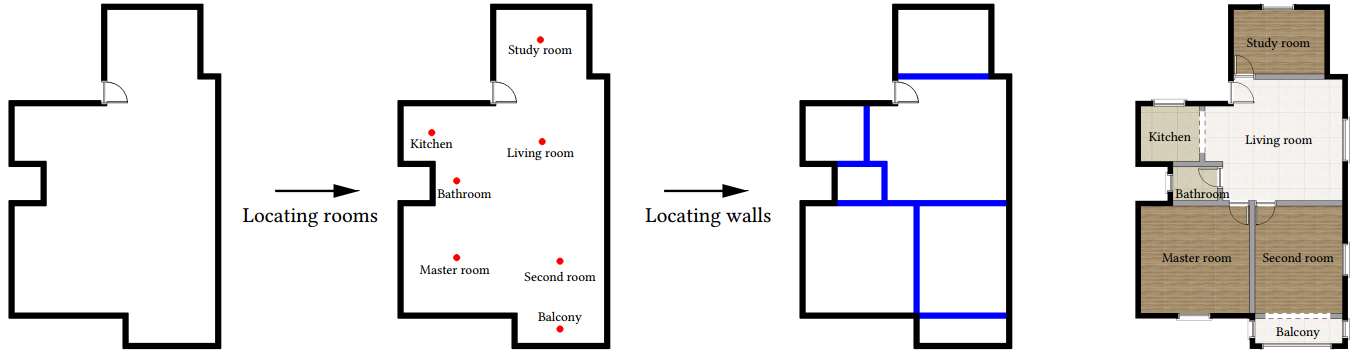 Locating rooms
Study room
Kitchen
Living room
Bathroom
Master room
Second room
Balcony
Locating walls
Study room
Kitchen
Living room
Bathroom
Master room
Second room
Balcony